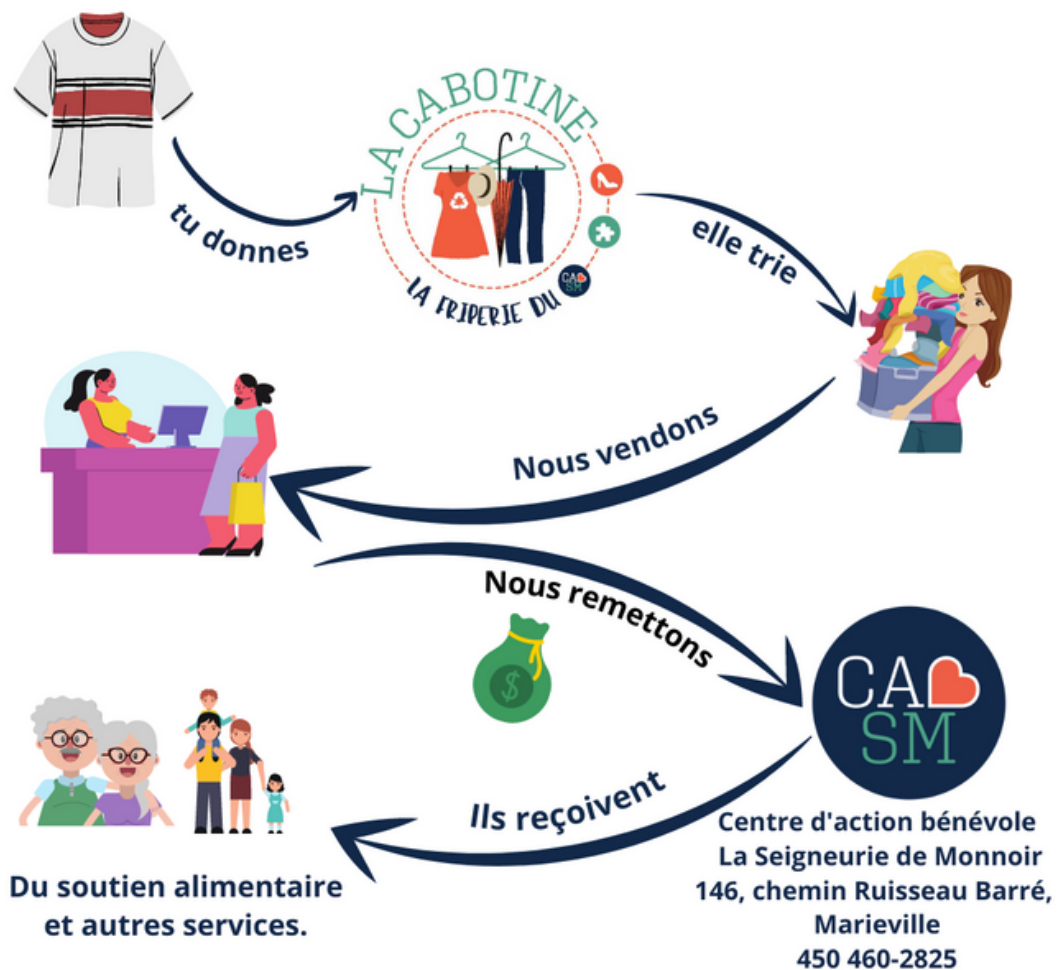 LA CABOTINE
tu donnes
LA FRIPERIE DU
CA
SM
elle trie
Nous vendons
Nous remettons
$
CA
SM
Ils reçoivent
Du soutien alimentaire
et autres services.
Centre d'action bénévole
La Seigneurie de Monnoir
146, chemin Ruisseau Barré,
Marieville
450 460-2825